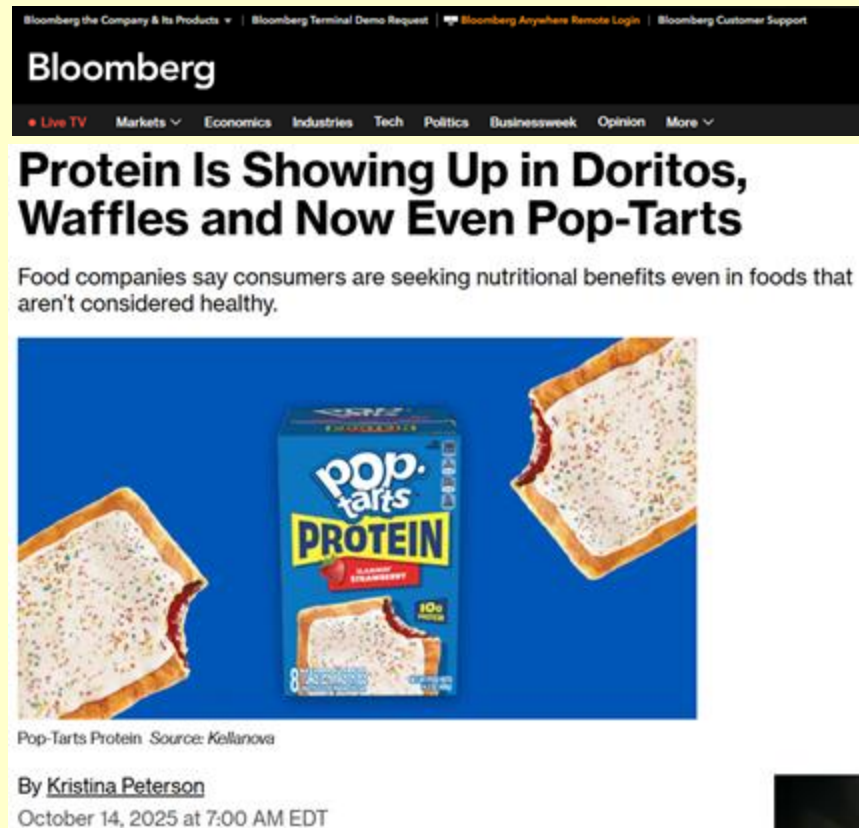 Bloomberg the Company & Its Products | Bloomberg Terminal Demo Request | Bloomberg Anywhere Remote Login | Bloomberg Customer Support
Bloomberg
Live TV Markets Economics Industries Tech Politics Businessweek Opinion More
Protein Is Showing Up in Doritos,
Waffles and Now Even Pop-Tarts
Food companies say consumers are seeking nutritional benefits even in foods that
aren't considered healthy.
pop.
tarts
PROTEIN
SLAMMIN'
STRAWBERRY
10g
PROTEIN
8
Pop-Tarts Protein Source: Kellanova
By Kristina Peterson
October 14, 2025 at 7:00 AM EDT